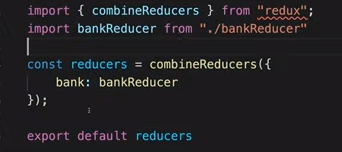 import { combineReducers } from "redux";
import bankReducer from "./bankReducer"
const reducers = combineReducers({
    bank: bankReducer
});
export default reducers